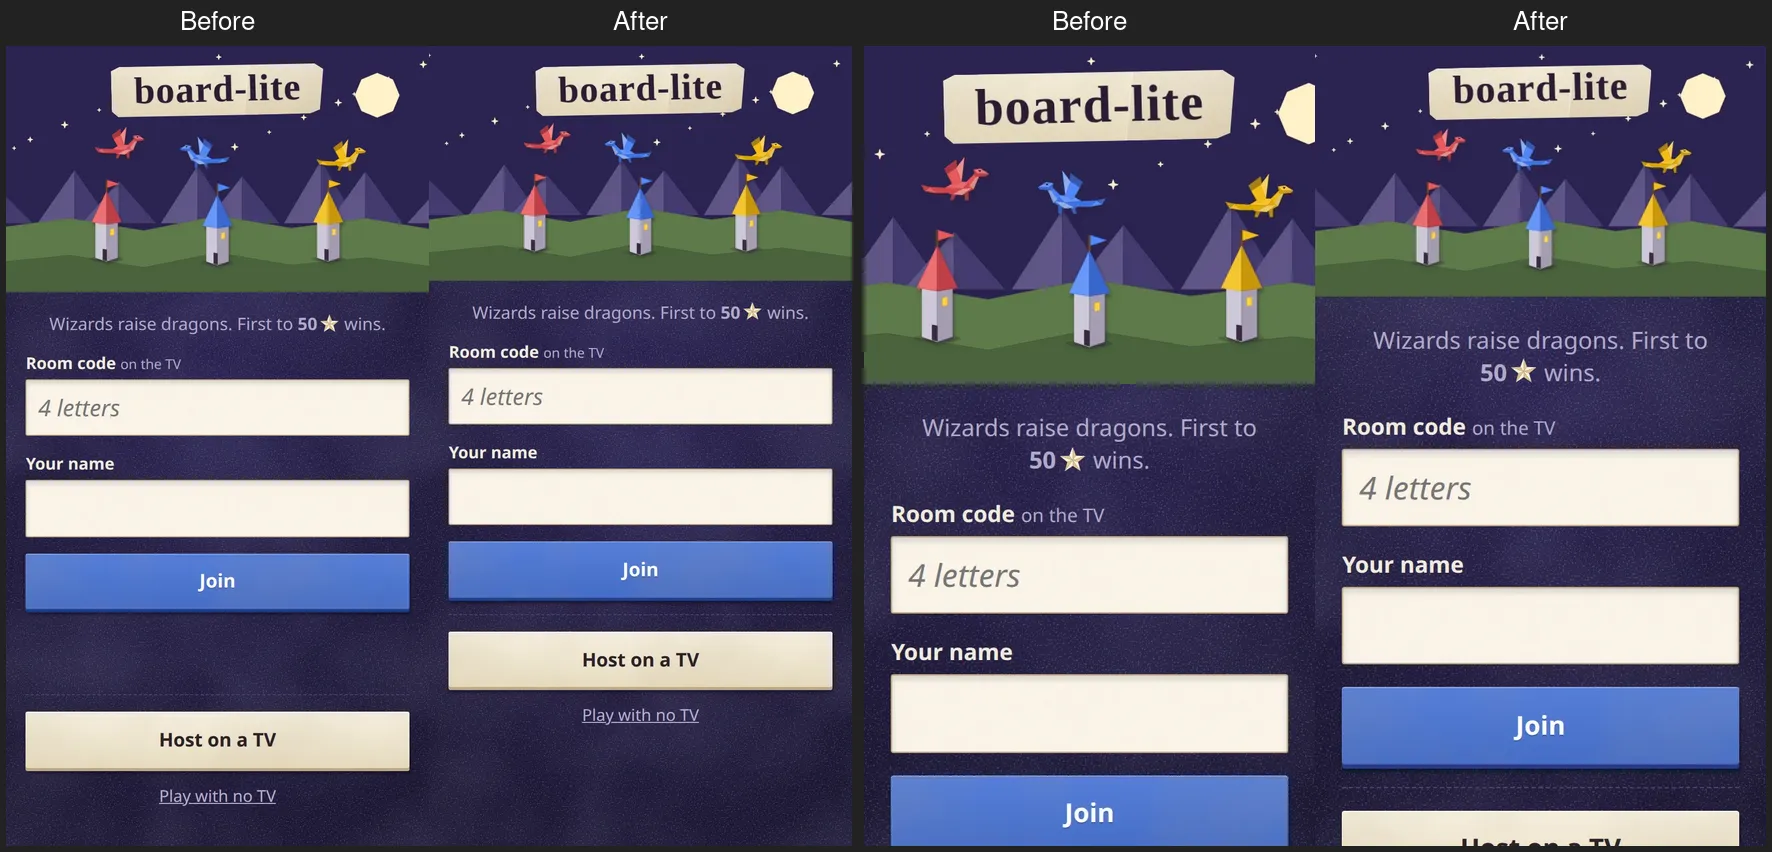 Before
After
Before
After
board-lite
Wizards raise dragons. First to 50 wins.
Room code on the TV
4 letters
Your name
Join
Host on a TV
Play with no TV
board-lite
Wizards raise dragons. First to 50 wins.
Room code on the TV
4 letters
Your name
Join
Host on a TV
Play with no TV
board-lite
Wizards raise dragons. First to
50 wins.
Room code on the TV
4 letters
Your name
Join
board-lite
Wizards raise dragons. First to
50 wins.
Room code on the TV
4 letters
Your name
Join
Host on a TV